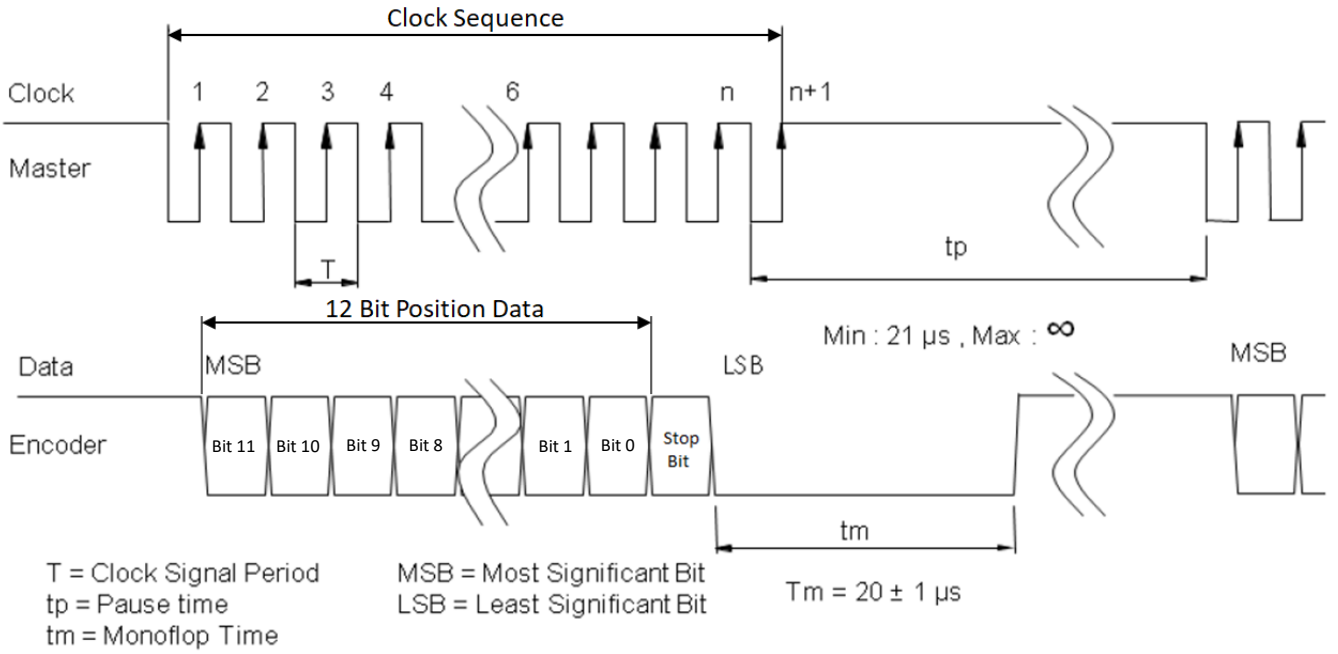 Clock Sequence
Clock 1 2 3 4 6 n n+1
Master
T
tp
12 Bit Position Data
Min : 21 µs , Max : ∞
Data MSB LSB MSB
Encoder Bit 11 Bit 10 Bit 9 Bit 8 Bit 1 Bit 0 Stop
Bit
tm
T = Clock Signal Period MSB = Most Significant Bit
tp = Pause time LSB = Least Significant Bit Tm = 20 ± 1 µs
tm = Monoflop Time